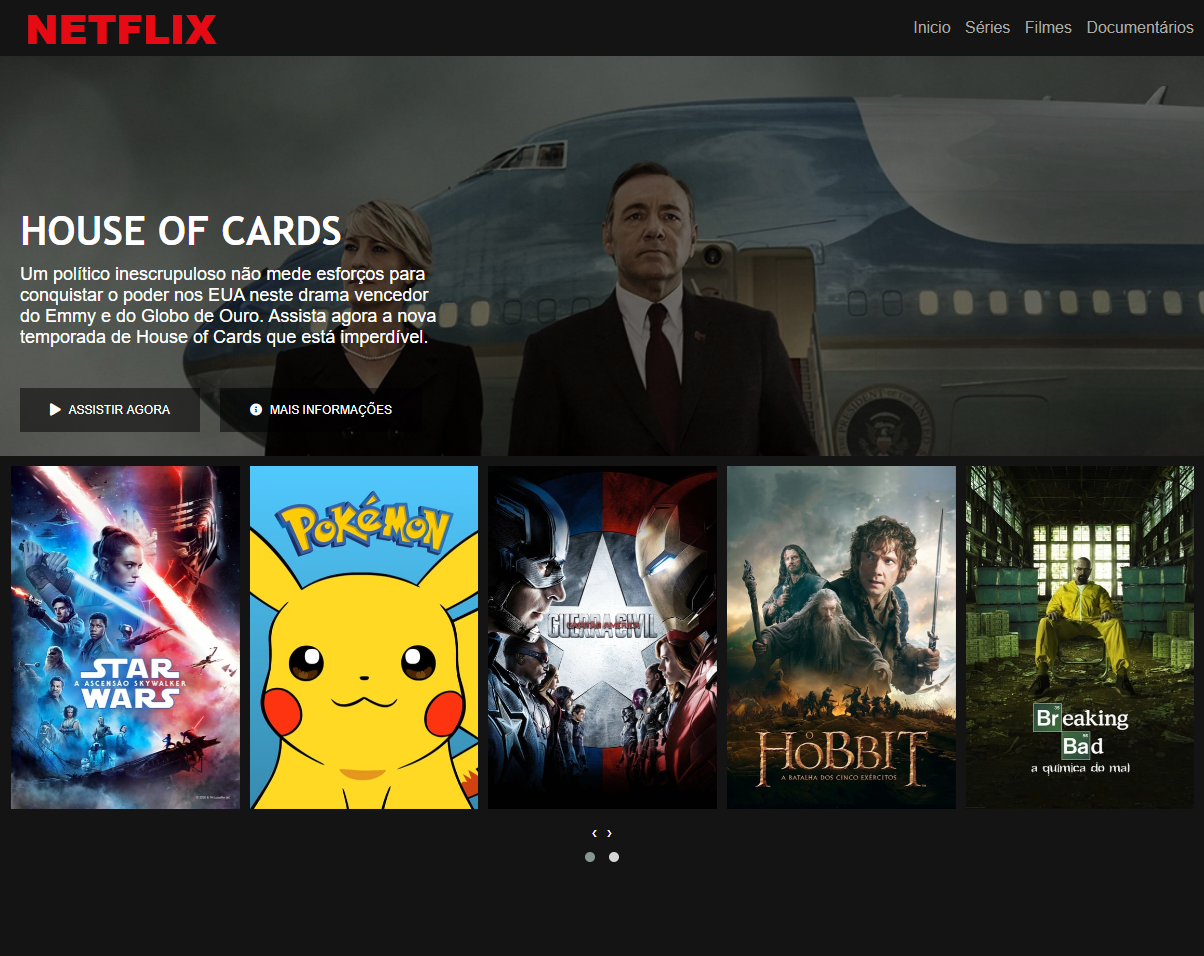 NETFLIX
Inicio Séries Filmes Documentários
HOUSE OF CARDS
Um político inescrupuloso não mede esforços para
conquistar o poder nos EUA neste drama vencedor
do Emmy e do Globo de Ouro. Assista agora a nova
temporada de House of Cards que está imperdível.
ASSISTIR AGORA MAIS INFORMAÇÕES
PRESIDENT
STAR
A ASCENSÃO SKYWALKER
WARS
POKéMON
CAPITÃO AMÉRICA
GUERRA CIVIL
O
HOBBIT
A BATALHA DOS CINCO EXÉRCITOS
Breaking
Bad
a química do mal
‹ ›